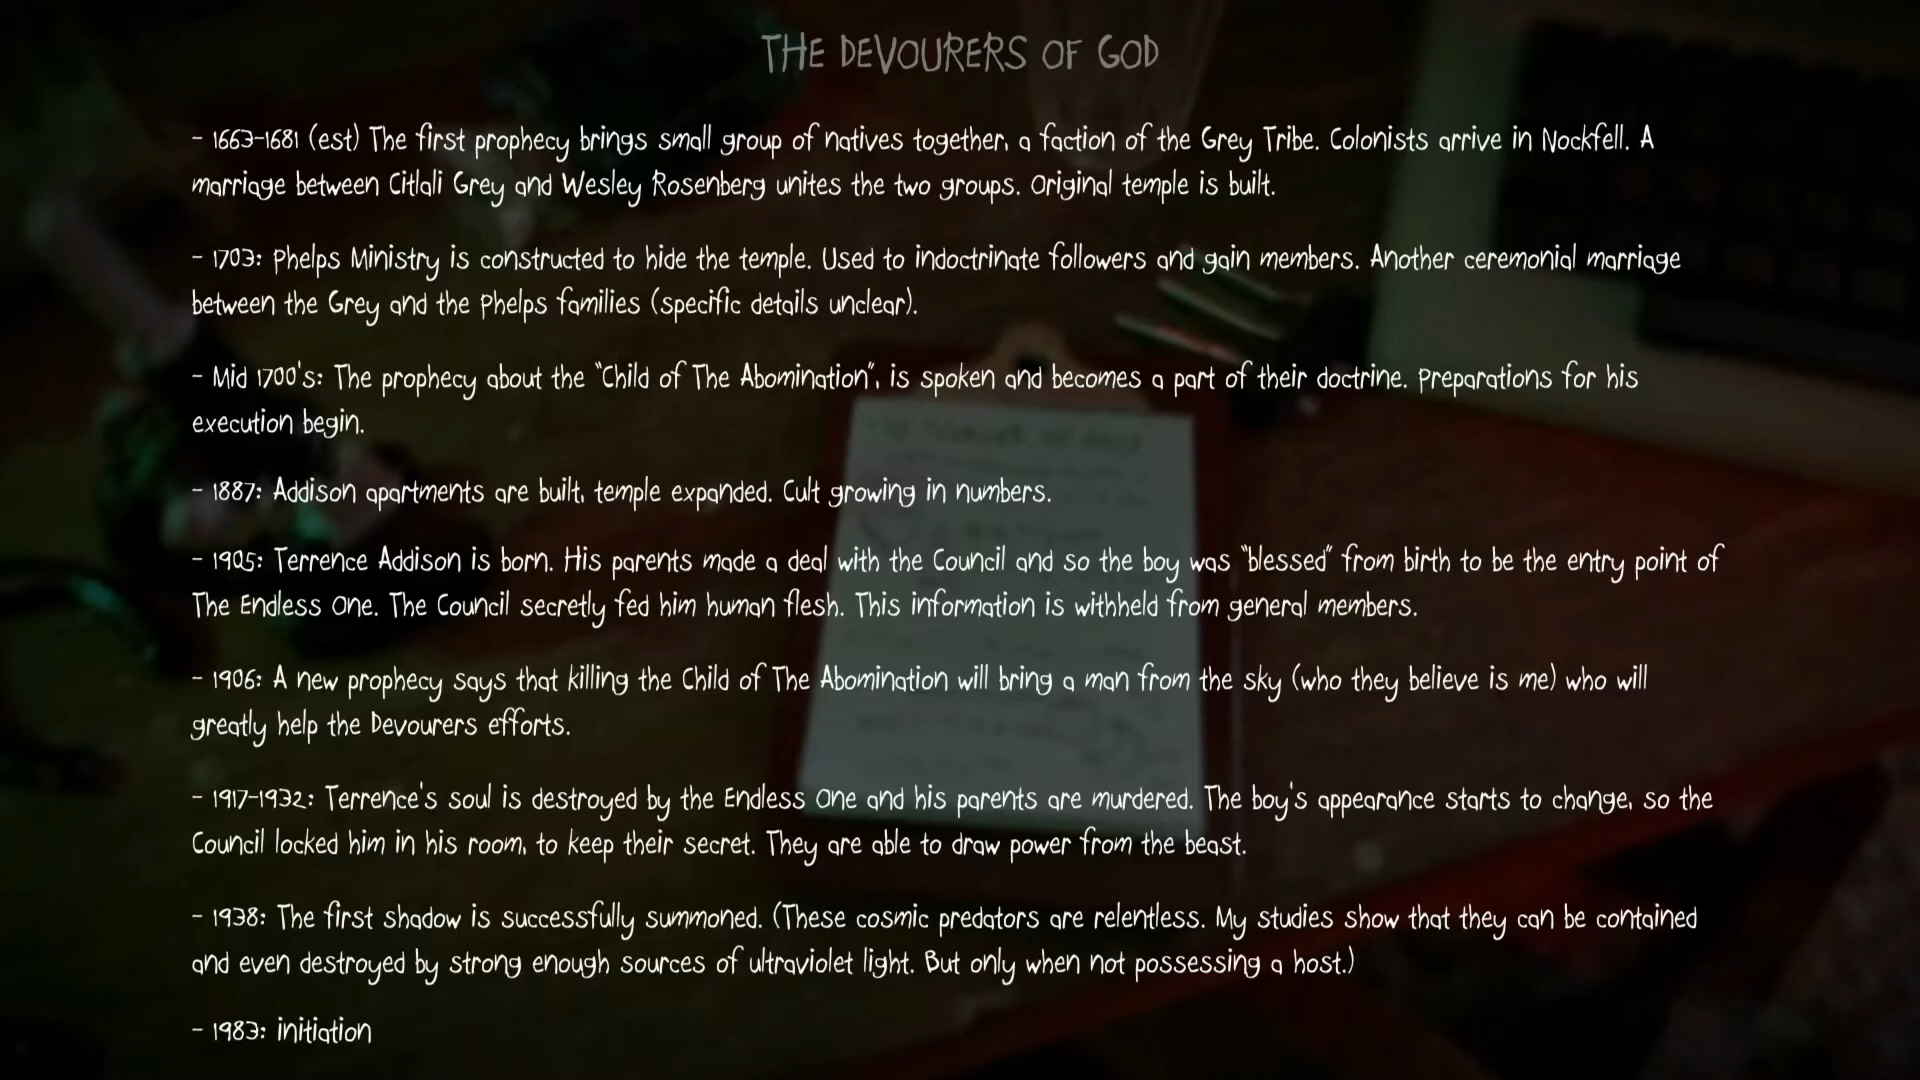 THE DEVOURERS OF GOD
- 1663-1681 (est) The first prophecy brings small group of natives together, a faction of the Grey Tribe. Colonists arrive in Nockfell. A
marriage between Citlali Grey and Wesley Rosenberg unites the two groups. Original temple is built.
- 1703: Phelps Ministry is constructed to hide the temple. Used to indoctrinate followers and gain members. Another ceremonial marriage
between the Grey and the Phelps families (specific details unclear).
- Mid 1700's: The prophecy about the "Child of The Abomination", is spoken and becomes a part of their doctrine. Preparations for his
execution begin.
- 1887: Addison apartments are built, temple expanded. Cult growing in numbers.
- 1905: Terrence Addison is born. His parents made a deal with the Council and so the boy was "blessed" from birth to be the entry point of
The Endless One. The Council secretly fed him human flesh. This information is withheld from general members.
- 1906: A new prophecy says that killing the Child of The Abomination will bring a man from the sky (who they believe is me) who will
greatly help the Devourers efforts.
- 1917-1932: Terrence's soul is destroyed by the Endless One and his parents are murdered. The boy's appearance starts to change, so the
Council locked him in his room, to keep their secret. They are able to draw power from the beast.
- 1938: The first shadow is successfully summoned. (These cosmic predators are relentless. My studies show that they can be contained
and even destroyed by strong enough sources of ultraviolet light. But only when not possessing a host.)
- 1983: initiation